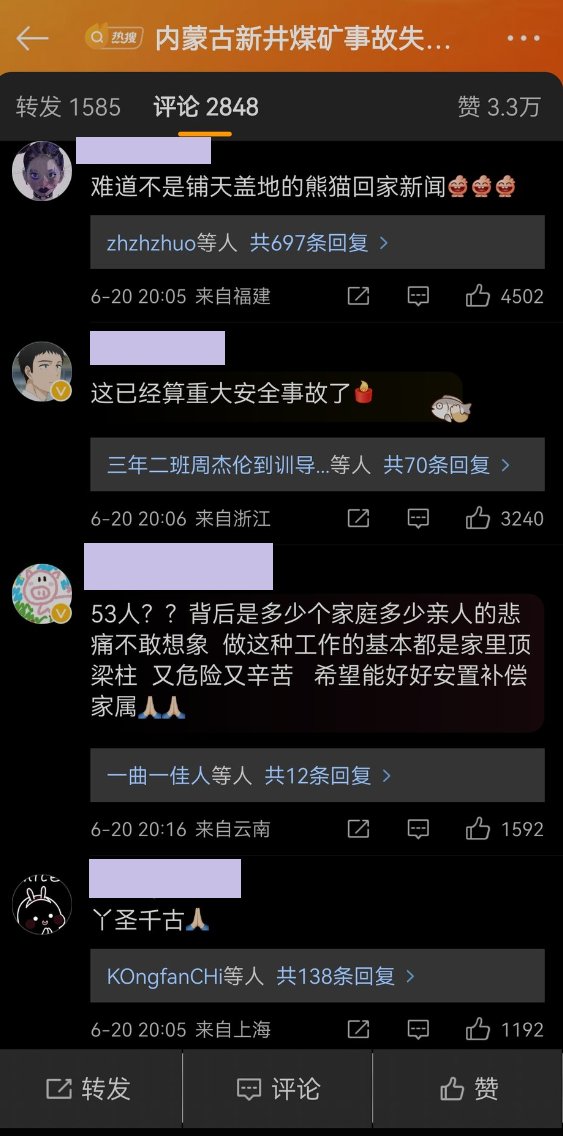 热搜 内蒙古新井煤矿事故失...
转发 1585 评论 2848 赞 3.3万
难道不是铺天盖地的熊猫回家新闻
zhzhzhuo等人 共697条回复 >
6-20 20:05 来自福建 4502
这已经算重大安全事故了
三年二班周杰伦到训导...等人 共70条回复 >
6-20 20:06 来自浙江 3240
53人？？背后是多少个家庭多少亲人的悲
痛不敢想象 做这种工作的基本都是家里顶
梁柱 又危险又辛苦 希望能好好安置补偿
家属🙏🏼🙏🏼
一曲一佳人等人 共12条回复 >
6-20 20:16 来自云南 1592
丫圣千古🙏🏼
KOngfanCHi等人 共138条回复 >
6-20 20:05 来自上海 1192
转发 评论 赞